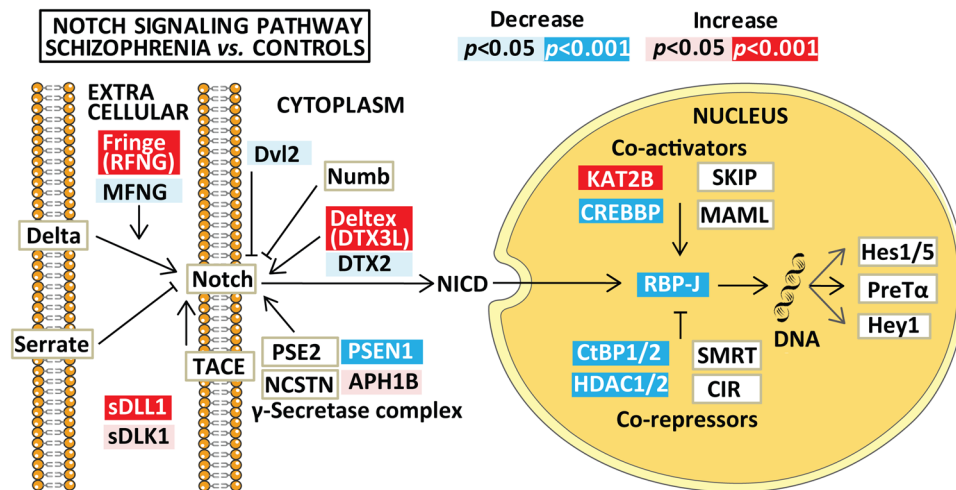 NOTCH SIGNALING PATHWAY
SCHIZOPHRENIA vs. CONTROLS
Decrease
p<0.05 p<0.001
Increase
p<0.05 p<0.001
EXTRA
CELLULAR
CYTOPLASM
NUCLEUS
Fringe
(RFNG)
MFNG
Dvl2
Numb
Deltex
(DTX3L)
DTX2
Delta
Notch
Serrate
TACE
PSE2
PSEN1
NCSTN
APH1B
γ-Secretase complex
sDLL1
sDLK1
NICD
Co-activators
KAT2B
SKIP
CREBBP
MAML
RBP-J
DNA
Hes1/5
PreTα
Hey1
CtBP1/2
SMRT
HDAC1/2
CIR
Co-repressors